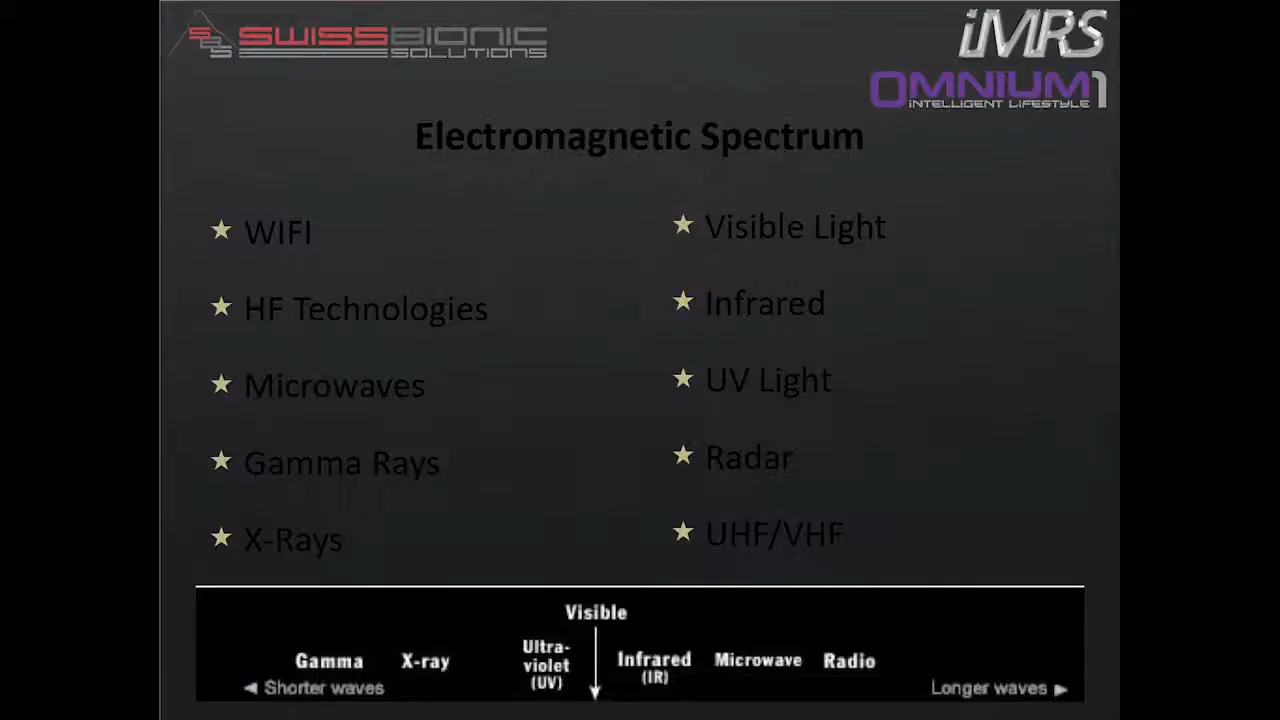 SBS SWISSBIONIC
SOLUTIONS
iMRS
OMNIUM1
INTELLIGENT LIFESTYLE
Electromagnetic Spectrum
WIFI
HF Technologies
Microwaves
Gamma Rays
X-Rays
Visible Light
Infrared
UV Light
Radar
UHF/VHF
Visible
Gamma X-ray Ultra-
violet
(UV) Infrared
(IR) Microwave Radio
Shorter waves Longer waves